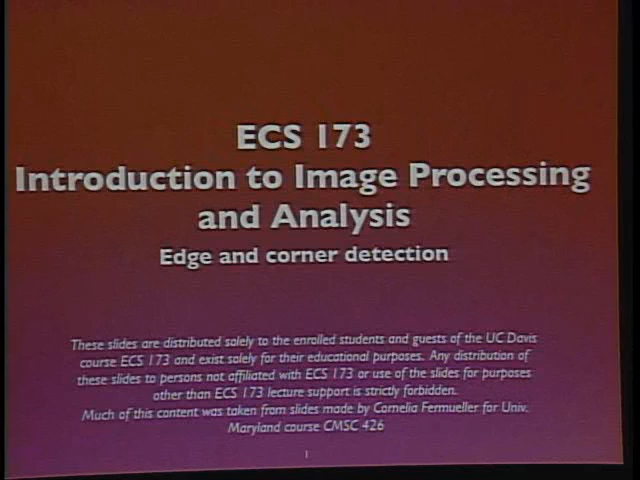 ECS 173
Introduction to Image Processing
and Analysis
Edge and corner detection
These slides are distributed solely to the enrolled students and guests of the UC Davis
course ECS 173 and exist solely for their educational purposes. Any distribution of
these slides to persons not affiliated with ECS 173 or use of the slides for purposes
other than ECS 173 lecture support is strictly forbidden.
Much of this content was taken from slides made by Cornelia Fermueller for Univ.
Maryland course CMSC 426
1